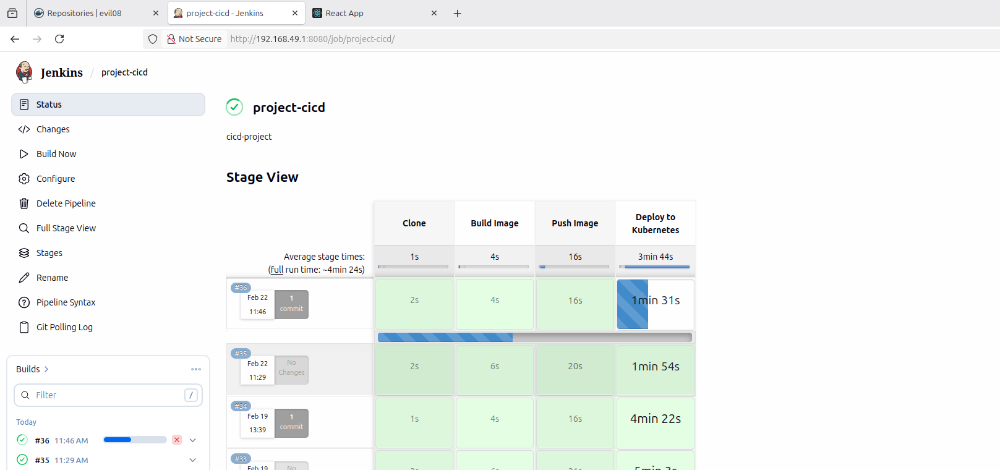 Repositories | evil08
project-cicd - Jenkins
React App
Not Secure
http://192.168.49.1:8080/job/project-cicd/
Jenkins / project-cicd
Status
Changes
Build Now
Configure
Delete Pipeline
Full Stage View
Stages
Rename
Pipeline Syntax
Git Polling Log
Builds
Filter
/
Today
#36 11:46 AM
#35 11:29 AM
project-cicd
cicd-project
Stage View
Clone
Build Image
Push Image
Deploy to
Kubernetes
Average stage times:
(full run time: ~4min 24s)
1s
4s
16s
3min 44s
#36
Feb 22
11:46
1
commit
2s
4s
16s
1min 31s
#35
Feb 22
11:29
No
Changes
2s
6s
20s
1min 54s
#34
Feb 19
13:39
1
commit
1s
4s
16s
4min 22s
#33
Feb 19
No